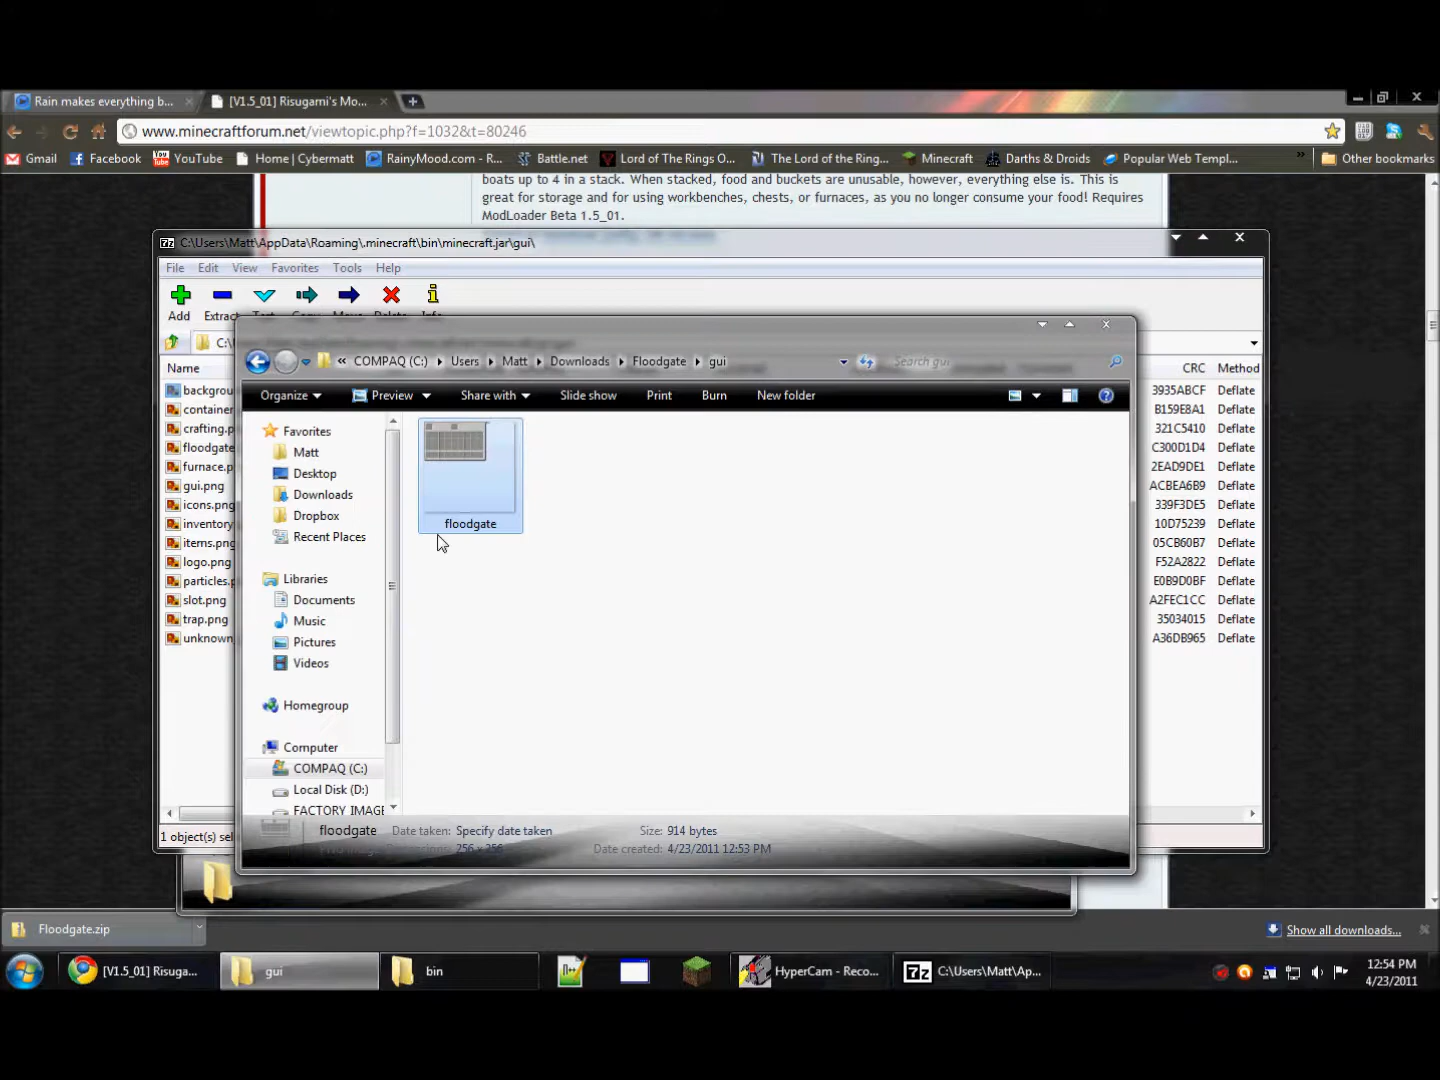 Rain makes everything b...
[V1.5_01] Risugami's Mo...
www.minecraftforum.net/viewtopic.php?f=1032&t=80246
Gmail
Facebook
YouTube
Home | Cybermatt
RainyMood.com - R...
Battle.net
Lord of The Rings O...
The Lord of the Ring...
Minecraft
Darths & Droids
Popular Web Templ...
»
Other bookmarks
boats up to 4 in a stack. When stacked, food and buckets are unusable, however, everything else is. This is
great for storage and for using workbenches, chests, or furnaces, as you no longer consume your food! Requires
ModLoader Beta 1.5_01.
C:\Users\Matt\AppData\Roaming\.minecraft\bin\minecraft.jar\gui\
File Edit View Favorites Tools Help
Add Extract
Name CRC Method
backgrou 3935ABCF Deflate
container B159E8A1 Deflate
crafting.p 321C5410 Deflate
floodgate C300D1D4 Deflate
furnace.p 2EAD9DE1 Deflate
gui.png ACBEA6B9 Deflate
icons.png 339F3DE5 Deflate
inventory 10D75239 Deflate
items.png 05CB60B7 Deflate
logo.png F52A2822 Deflate
particles.p E0B9D0BF Deflate
slot.png A2FEC1CC Deflate
trap.png 35034015 Deflate
unknown A36DB965 Deflate
1 object(s) sel
« COMPAQ (C:) Users Matt Downloads Floodgate gui
Search gui
Organize Preview Share with Slide show Print Burn New folder
Favorites
Matt
Desktop
Downloads
Dropbox
Recent Places
Libraries
Documents
Music
Pictures
Videos
Homegroup
Computer
COMPAQ (C:)
Local Disk (D:)
FACTORY IMAGE
floodgate
floodgate Date taken: Specify date taken Size: 914 bytes
256 x 256 Date created: 4/23/2011 12:53 PM
Floodgate.zip
Show all downloads...
[V1.5_01] Risuga...
gui
bin
HyperCam - Reco...
7z C:\Users\Matt\Ap...
12:54 PM
4/23/2011